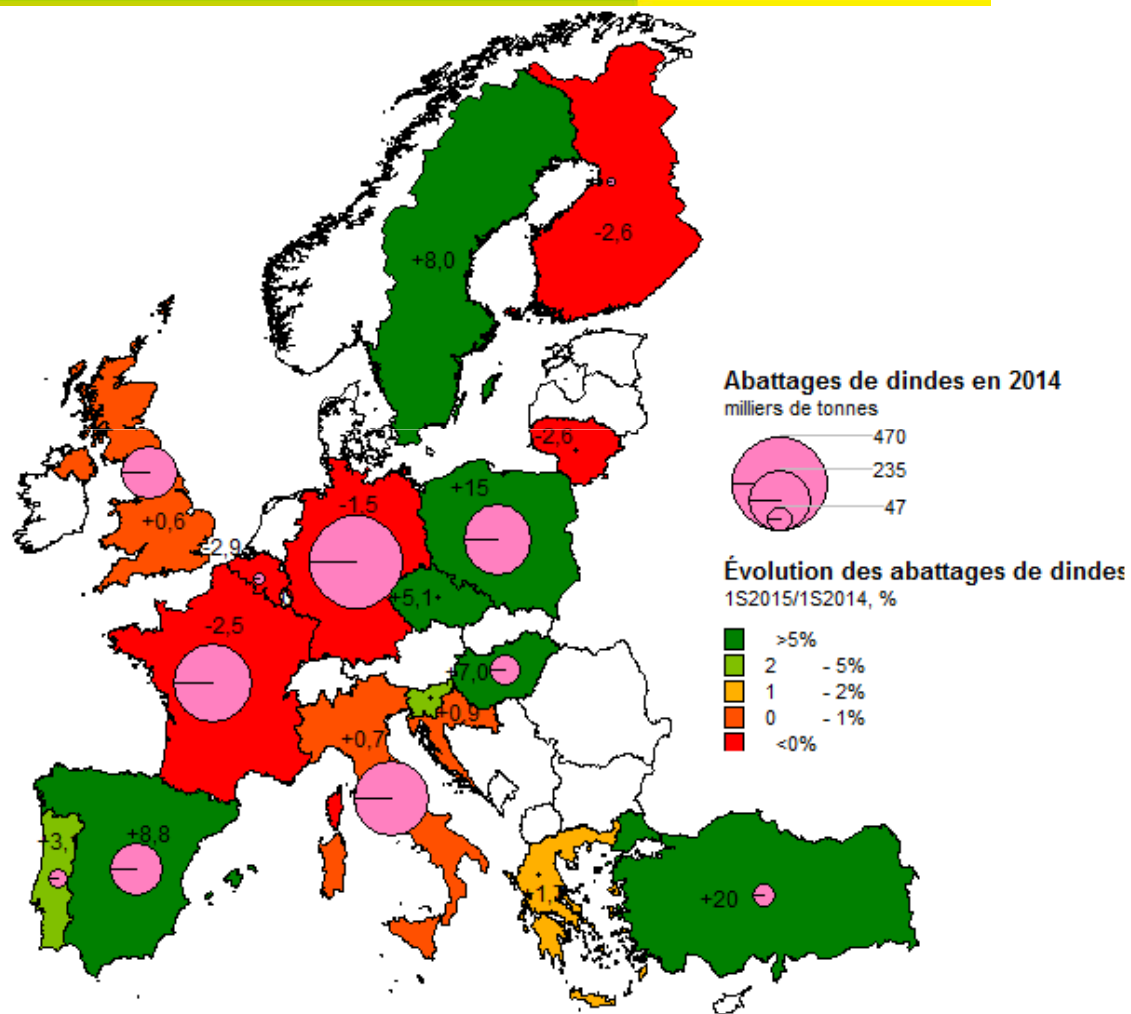 +8,0
-2,6
-2,6
+15
-1,5
+0,6
-2,9
+5,1
-2,5
+7,0
+0,9
+0,7
+3,
+8,8
+20
Abattages de dindes en 2014
milliers de tonnes
470
235
47
Évolution des abattages de dindes
1S2015/1S2014, %
>5%
2 - 5%
1 - 2%
0 - 1%
<0%